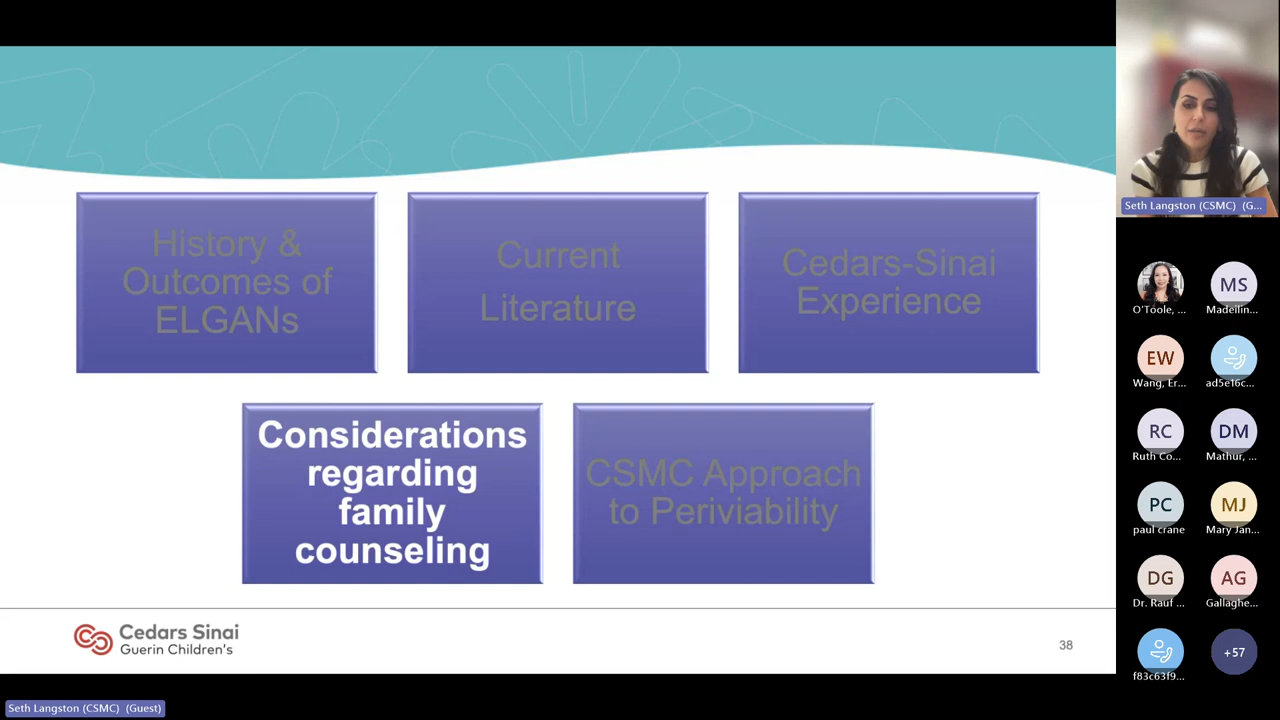 History &
Outcomes of
ELGANs
Current
Literature
Cedars-Sinai
Experience
Considerations
regarding
family
counseling
CSMC Approach
to Periviability
Cedars Sinai
Guerin Children's
38
Seth Langston (CSMC) (G...
O'Toole, ...
MS
Madeilin...
EW
Wang, Er...
ad5e16c...
RC
Ruth Co...
DM
Mathur, ...
PC
paul crane
MJ
Mary Jan...
DG
Dr. Rauf ...
AG
Gallaghe...
f83c63f9...
+57
Seth Langston (CSMC) (Guest)